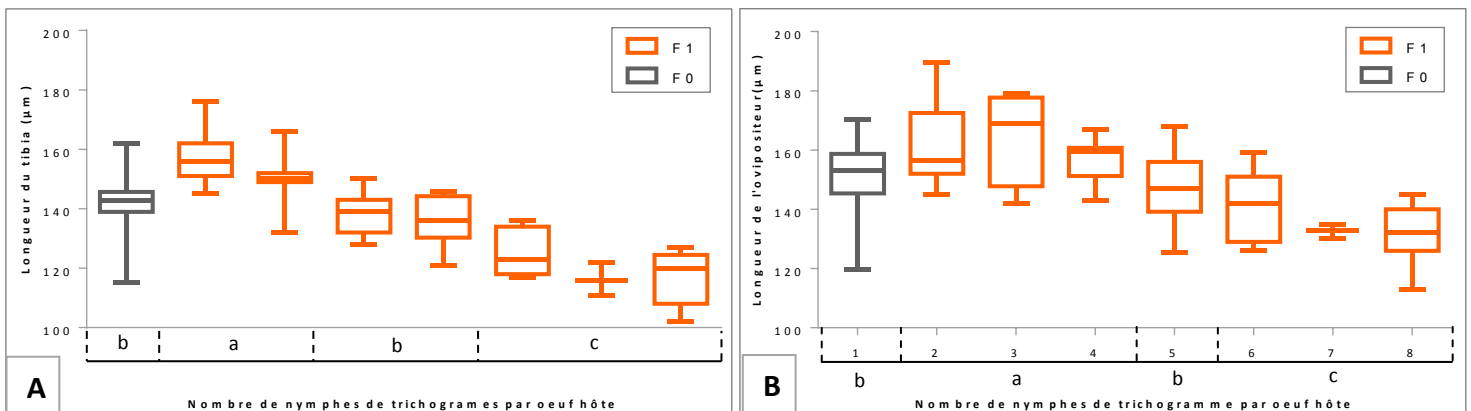 200
180
160
140
120
100
Longueur du tibia (µm)
F 1
F 0
b
a
b
c
A
Nombre de nymphes de trichogrames par oeuf hôte
200
180
160
140
120
100
Longueur de l'ovipositeur(µm)
F 1
F 0
1
2
3
4
5
6
7
8
b
a
b
c
B
Nombre de nymphes de trichogramme par oeuf hôte